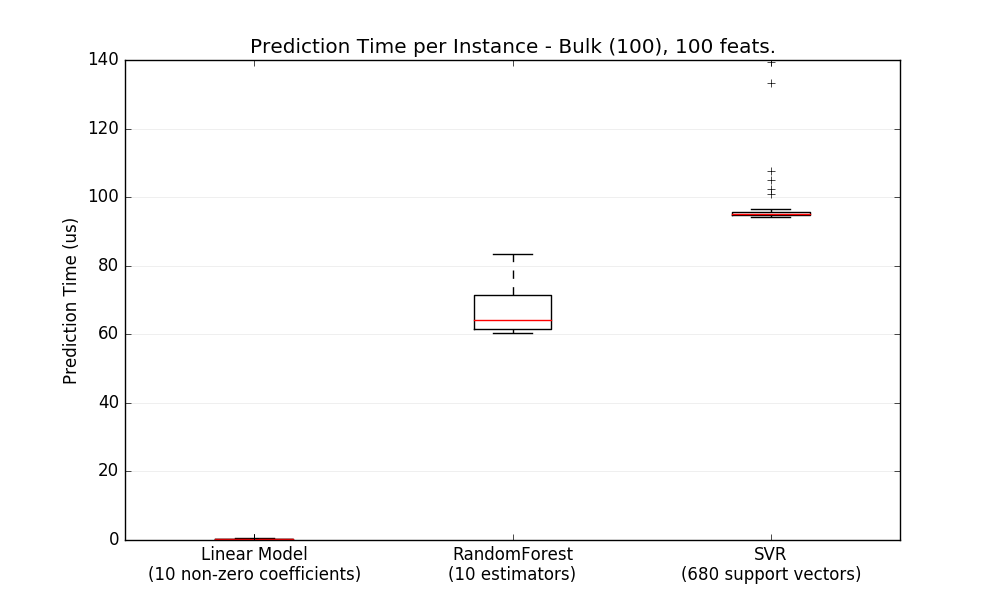 Prediction Time per Instance - Bulk (100), 100 feats.
140
120
100
80
60
40
20
0
Prediction Time (us)
Linear Model
(10 non-zero coefficients)
RandomForest
(10 estimators)
SVR
(680 support vectors)